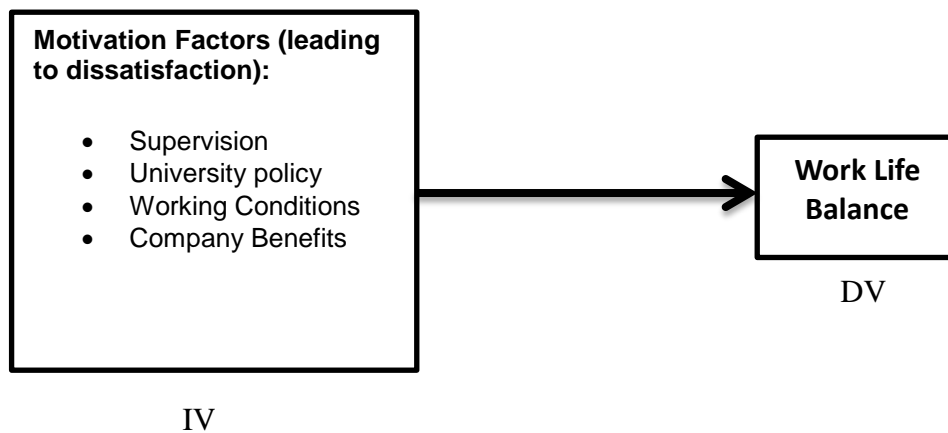 Motivation Factors (leading
to dissatisfaction):
• Supervision
• University policy
• Working Conditions
• Company Benefits
Work Life
Balance
DV
IV